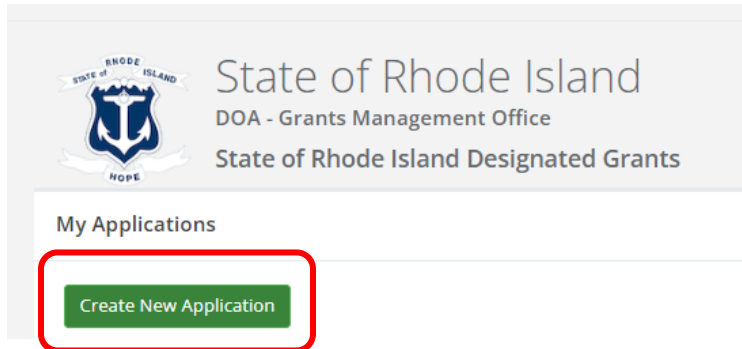 STATE of RHODE ISLAND
HOPE
State of Rhode Island
DOA - Grants Management Office
State of Rhode Island Designated Grants
My Applications
Create New Application